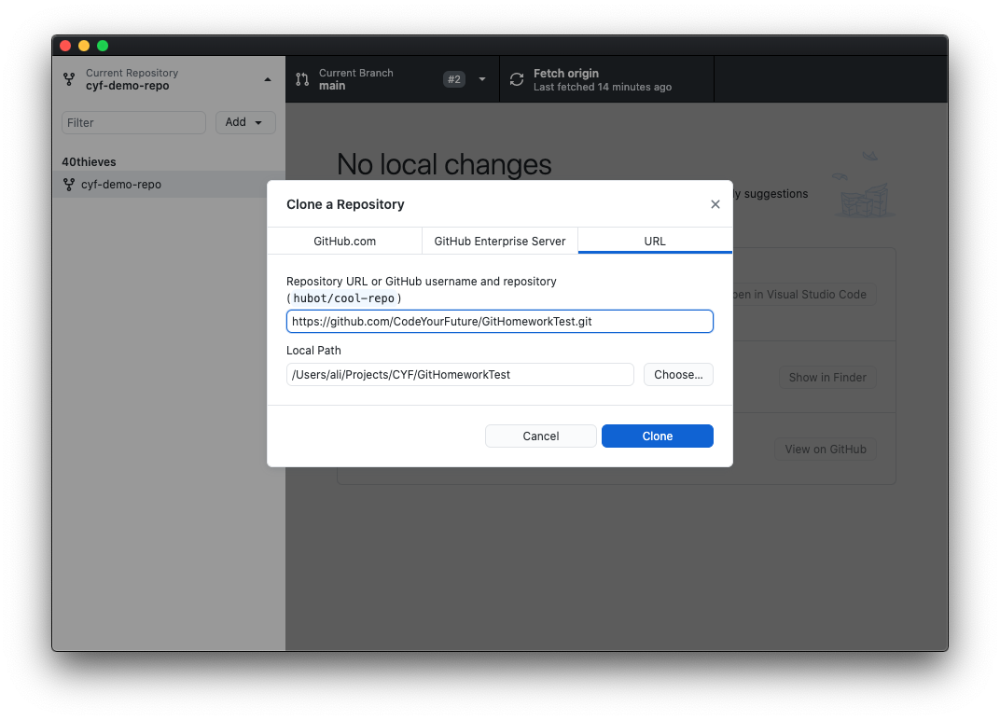 Current Repository
cyf-demo-repo
Current Branch
main
#2
Fetch origin
Last fetched 14 minutes ago
Filter
Add
40thieves
cyf-demo-repo
No local changes
suggestions
Clone a Repository
GitHub.com
GitHub Enterprise Server
URL
Repository URL or GitHub username and repository
(hubot/cool-repo)
https://github.com/CodeYourFuture/GitHomeworkTest.git
Local Path
/Users/ali/Projects/CYF/GitHomeworkTest
Choose...
Cancel
Clone
in Visual Studio Code
Show in Finder
View on GitHub